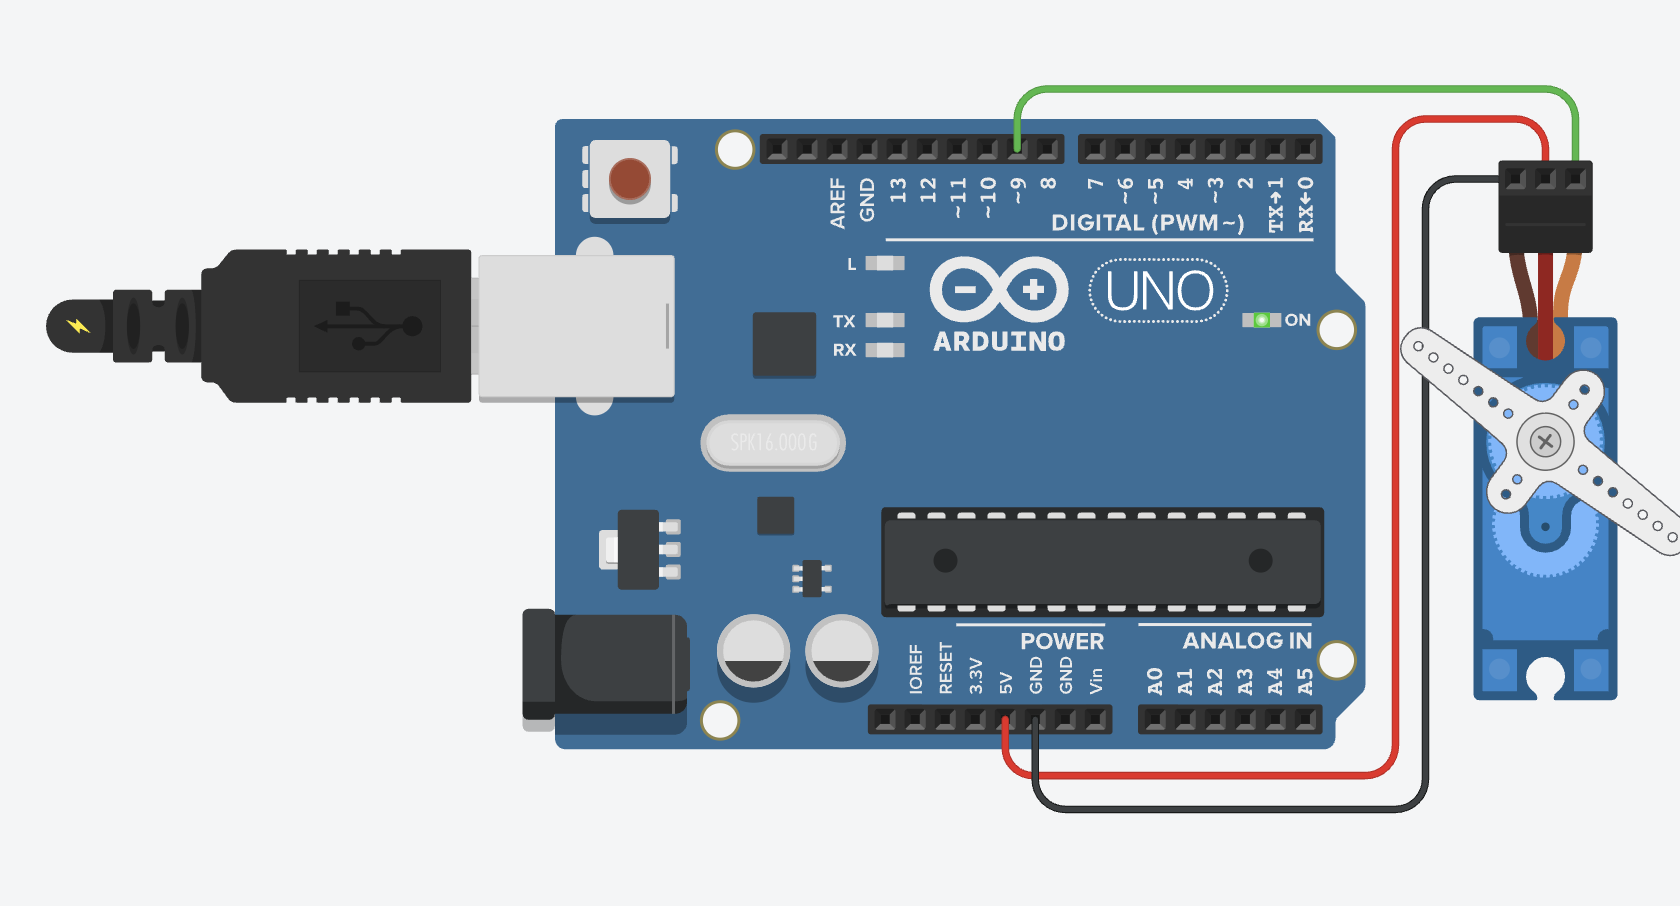 AREF
GND
13
12
~11
~10
~9
8
7
~6
~5
4
~3
2
TX→1
RX←0
DIGITAL (PWM~)
L
TX
RX
UNO
ARDUINO
ON
SPK16.000G
POWER
ANALOG IN
IOREF
RESET
3.3V
5V
GND
GND
Vin
A0
A1
A2
A3
A4
A5